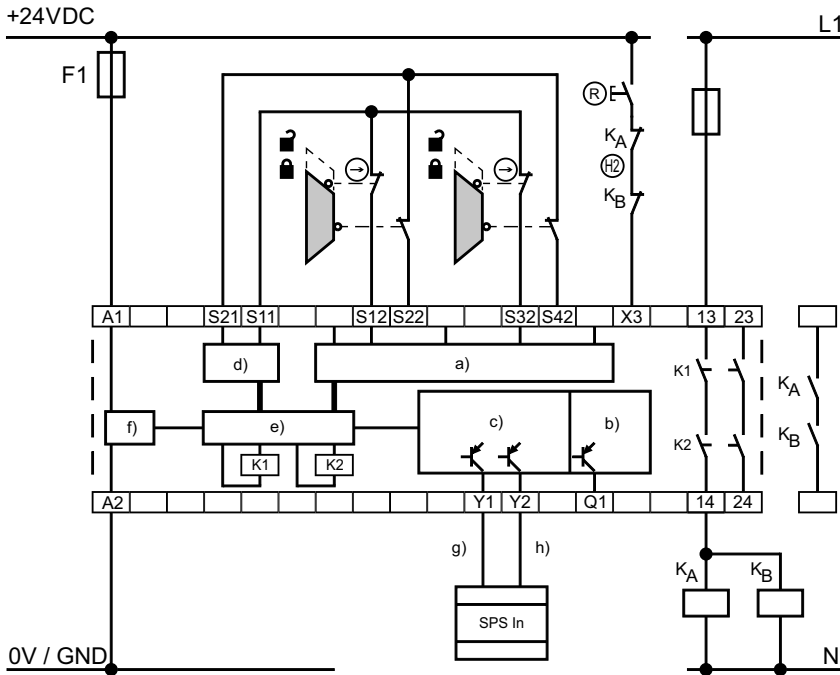 +24VDC
L1
F1
R
KA
H2
KB
A1 S21 S11 S12 S22 S32 S42 X3 13 23
d)
a)
K1
KA
f)
e)
c)
b)
K2
KB
K1
K2
A2 Y1 Y2 Q1 14 24
g)
h)
KA
KB
SPS In
0V / GND
N